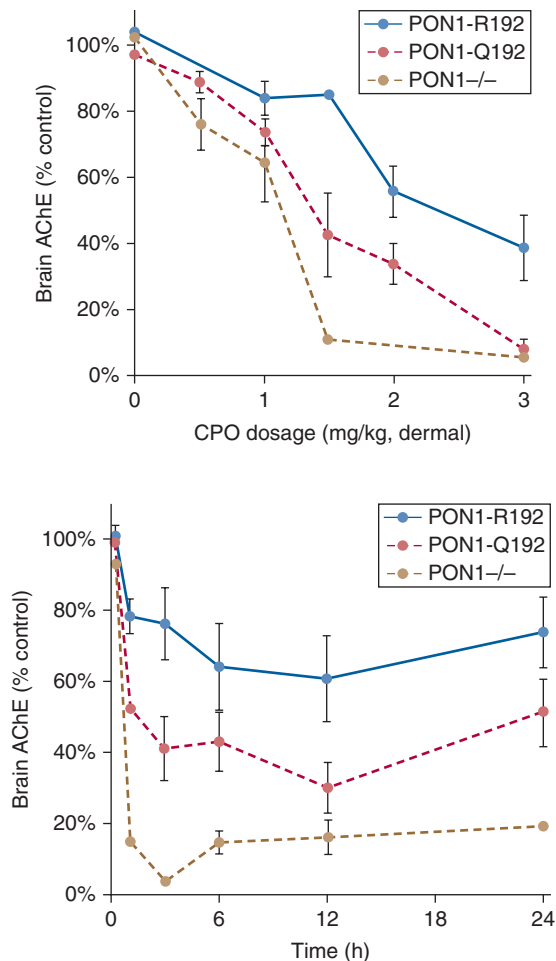 PON1-R192
PON1-Q192
PON1–/–
100%
80%
60%
40%
20%
0%
Brain AChE (% control)
0 1 2 3
CPO dosage (mg/kg, dermal)
PON1-R192
PON1-Q192
PON1–/–
100%
80%
60%
40%
20%
0%
Brain AChE (% control)
0 6 12 18 24
Time (h)